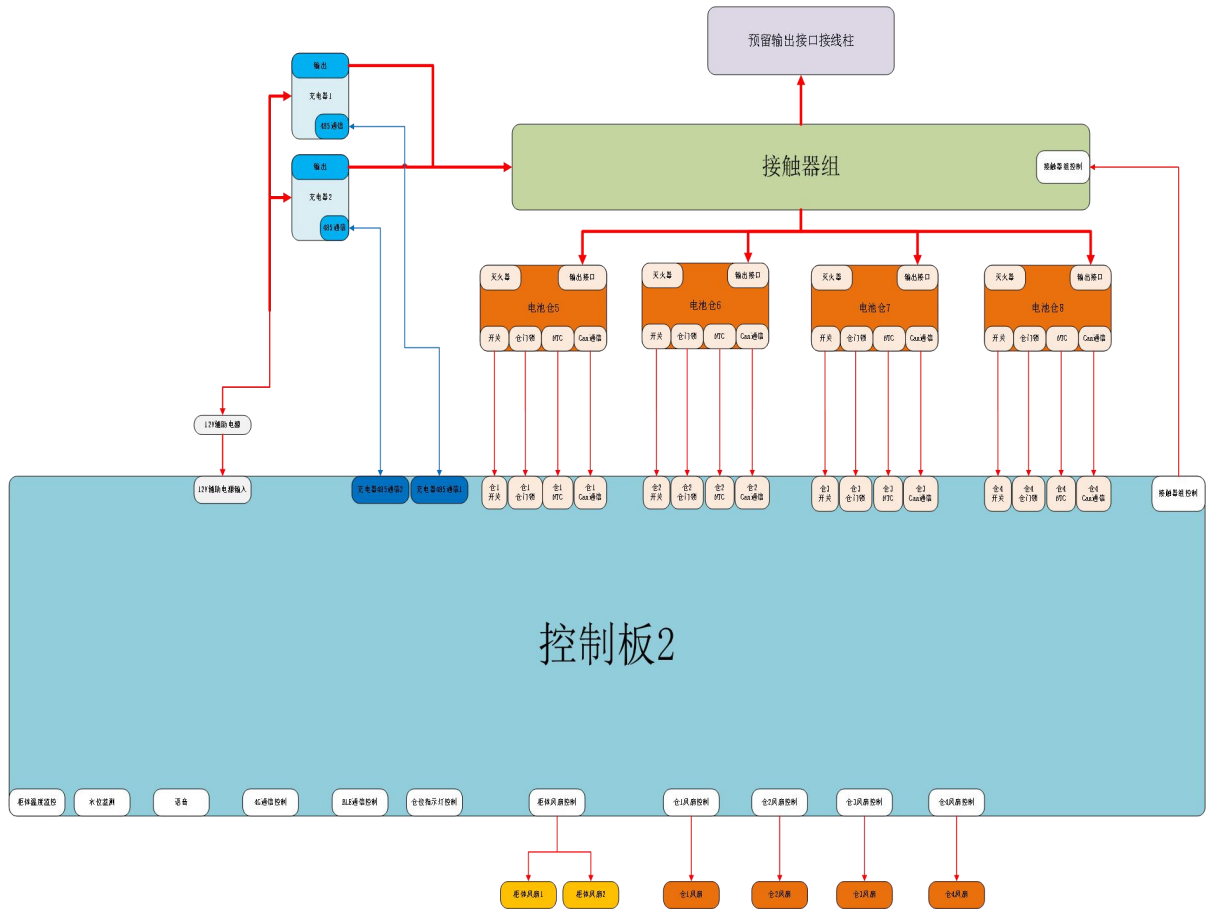 预留输出接口接线柱
输出
充电器1
485通信
输出
充电器2
485通信
接触器组
接触器组控制
灭火器
输出接口
电池仓5
开关
仓门锁
NTC
Can通信
灭火器
输出接口
电池仓6
开关
仓门锁
NTC
Can通信
灭火器
输出接口
电池仓7
开关
仓门锁
NTC
Can通信
灭火器
输出接口
电池仓8
开关
仓门锁
NTC
Can通信
12V辅助电源
12V辅助电源输入
充电器485通信2
充电器485通信1
仓1
开关
仓1
仓门锁
仓1
NTC
仓1
Can通信
仓2
开关
仓2
仓门锁
仓2
NTC
仓2
Can通信
仓3
开关
仓3
仓门锁
仓3
NTC
仓3
Can通信
仓4
开关
仓4
仓门锁
仓4
NTC
仓4
Can通信
接触器组控制
控制板2
柜体温度监控
水位监测
语音
4G通信控制
BLE通信控制
仓位指示灯控制
柜体风扇控制
仓1风扇控制
仓2风扇控制
仓3风扇控制
仓4风扇控制
柜体风扇1
柜体风扇2
仓1风扇
仓2风扇
仓3风扇
仓4风扇